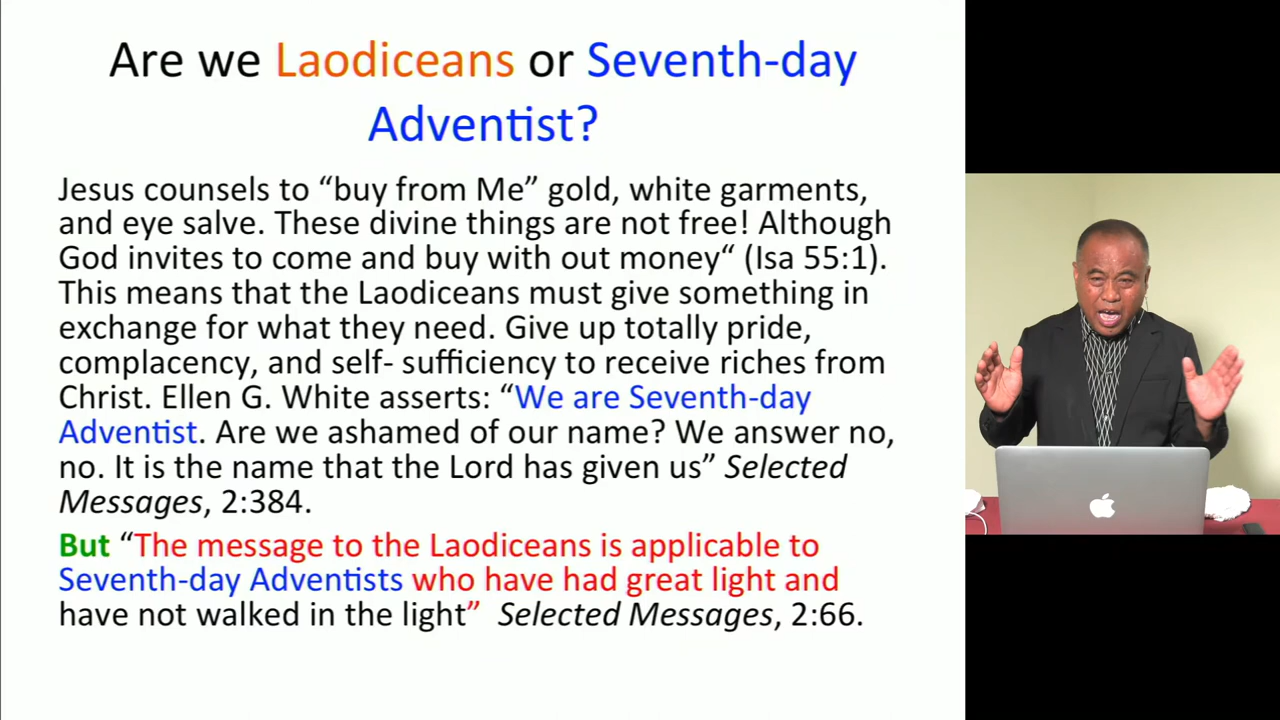 Are we Laodiceans or Seventh-day
Adventist?
Jesus counsels to “buy from Me” gold, white garments,
and eye salve. These divine things are not free! Although
God invites to come and buy with out money“ (Isa 55:1).
This means that the Laodiceans must give something in
exchange for what they need. Give up totally pride,
complacency, and self- sufficiency to receive riches from
Christ. Ellen G. White asserts: “We are Seventh-day
Adventist. Are we ashamed of our name? We answer no,
no. It is the name that the Lord has given us” Selected
Messages, 2:384.
But “The message to the Laodiceans is applicable to
Seventh-day Adventists who have had great light and
have not walked in the light” Selected Messages, 2:66.